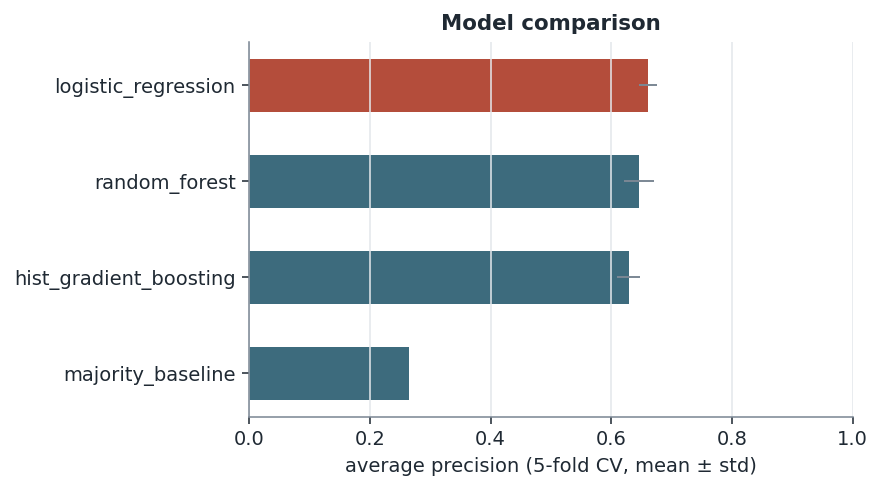 Model comparison
logistic_regression
random_forest
hist_gradient_boosting
majority_baseline
0.0 0.2 0.4 0.6 0.8 1.0
average precision (5-fold CV, mean ± std)